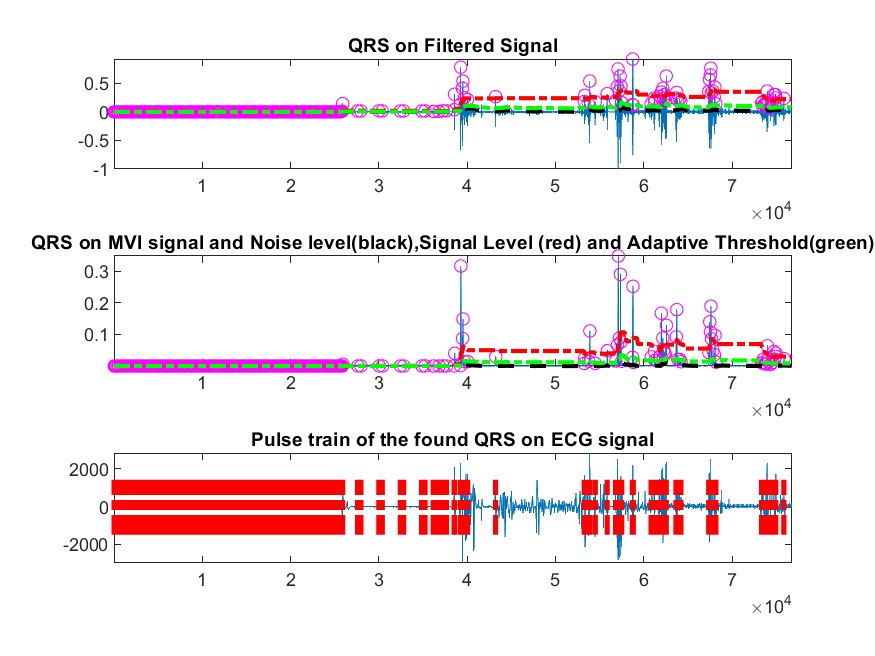 QRS on Filtered Signal
0.5
0
-0.5
-1
1 2 3 4 5 6 7
×10^4
QRS on MVI signal and Noise level(black),Signal Level (red) and Adaptive Threshold(green)
0.3
0.2
0.1
1 2 3 4 5 6 7
×10^4
Pulse train of the found QRS on ECG signal
2000
0
-2000
1 2 3 4 5 6 7
×10^4